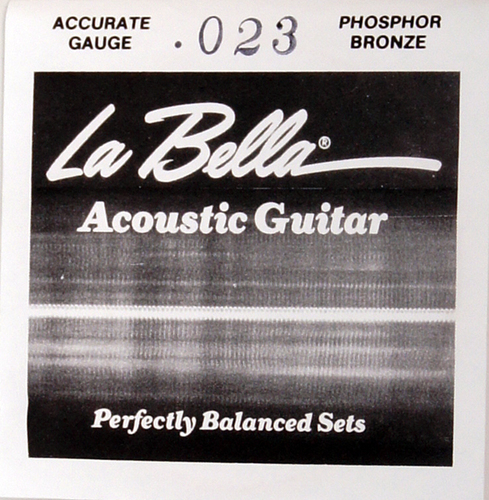 ACCURATE GAUGE
.023
PHOSPHOR BRONZE
La Bella®
Acoustic Guitar
Perfectly Balanced Sets